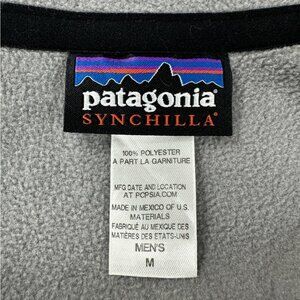 patagonia®
SYNCHILLA®
100% POLYESTER
A PART LA GARNITURE
MFG DATE AND LOCATION
AT POPSIA.COM
MADE IN MEXICO OF U.S.
MATERIALS
FABRIQUÉ AU MEXIQUE DES
MATIÈRES DES ÉTATS-UNIS
MEN'S
M